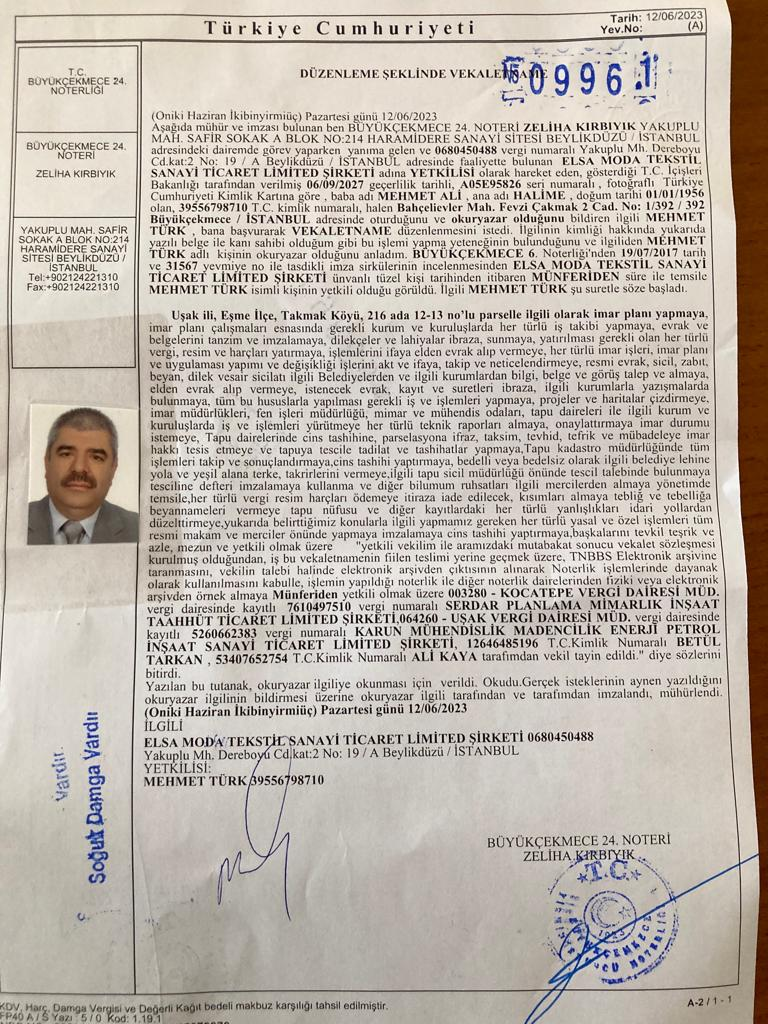 Türkiye Cumhuriyeti
Tarih: 12/06/2023
Yev.No: (A)
T.C.
BÜYÜKÇEKMECE 24.
NOTERLİĞİ
BÜYÜKÇEKMECE 24.
NOTERİ
ZELİHA KIRBIYIK
YAKUPLU MAH. SAFİR
SOKAK A BLOK NO:214
HARAMİDERE SANAYİ
SİTESİ BEYLİKDÜZÜ /
İSTANBUL
Tel:+902124221310
Fax:+902124221310
DÜZENLEME ŞEKLİNDE VEKALETNAME
09961
(Oniki Haziran İkibinyirmiüç) Pazartesi günü 12/06/2023
Aşağıda mühür ve imzası bulunan ben BÜYÜKÇEKMECE 24. NOTERİ ZELİHA KIRBIYIK YAKUPLU
MAH. SAFİR SOKAK A BLOK NO:214 HARAMİDERE SANAYİ SİTESİ BEYLİKDÜZÜ / İSTANBUL
adresindeki dairemde görev yaparken yanıma gelen ve 0680450488 vergi numaralı Yakuplu Mh. Dereboyu
Cd.kat:2 No: 19 / A Beylikdüzü / İSTANBUL adresinde faaliyette bulunan ELSA MODA TEKSTİL
SANAYİ TİCARET LİMİTED ŞİRKETİ adına YETKİLİSİ olarak hareket eden, gösterdiği T.C. İçişleri
Bakanlığı tarafından verilmiş 06/09/2027 geçerlilik tarihli, A05E95826 seri numaralı , fotoğraflı Türkiye
Cumhuriyeti Kimlik Kartına göre , baba adı MEHMET ALİ , ana adı HALİME , doğum tarihi 01/01/1956
olan, 39556798710 T.C. kimlik numaralı, halen Bahçelievler Mah. Fevzi Çakmak 2 Cad. No: 1/392 / 392
Büyükçekmece / İSTANBUL adresinde oturduğunu ve okuryazar olduğunu bildiren ilgili MEHMET
TÜRK , bana başvurarak VEKALETNAME düzenlenmesini istedi. İlgilinin kimliği hakkında yukarıda
yazılı belge ile kanı sahibi olduğum gibi bu işlemi yapma yeteneğinin bulunduğunu ve ilgiliden MEHMET
TÜRK adlı kişinin okuryazar olduğunu anladım. BÜYÜKÇEKMECE 6. Noterliği'nden 19/07/2017 tarih
ve 31567 yevmiye no ile tasdikli imza sirkülerinin incelenmesinden ELSA MODA TEKSTİL SANAYİ
TİCARET LİMİTED ŞİRKETİ ünvanlı tüzel kişi tarihinden itibaren MÜNFERİDEN süre ile temsile
MEHMET TÜRK isimli kişinin yetkili olduğu görüldü. İlgili MEHMET TÜRK şu suretle söze başladı.
Uşak ili, Eşme İlçe, Takmak Köyü, 216 ada 12-13 no'lu parselle ilgili olarak imar planı yapmaya,
imar planı çalışmaları esnasında gerekli kurum ve kuruluşlarda her türlü iş takibi yapmaya, evrak ve
belgelerini tanzim ve imzalamaya, dilekçeler ve lahiyalar ibraza, sunmaya, yatırılması gerekli olan her türlü
vergi, resim ve harçları yatırmaya, işlemlerini ifaya elden evrak alıp vermeye, her türlü imar işleri, imar planı
ve uygulaması yapımı ve değişikliği işlerini akt ve ifaya, takip ve neticelendirmeye, resmi evrak, sicil, zabıt,
beyan, dilek vesair sicilatı ilgili Belediyelerden ve ilgili kurumlardan bilgi, belge ve görüş talep ve almaya,
elden evrak alıp vermeye, istenecek evrak, kayıt ve suretleri ibraza, ilgili kurumlarla yazışmalarda
bulunmaya, tüm bu hususlarla yapılması gerekli iş ve işlemleri yapmaya, projeler ve haritalar çizdirmeye,
imar müdürlükleri, fen işleri müdürlüğü, mimar ve mühendis odaları, tapu daireleri ile ilgili kurum ve
kuruluşlarda iş ve işlemleri yürütmeye her türlü teknik raporları almaya, onaylattırmaya imar durumu
istemeye, Tapu dairelerinde cins tashihine, parselasyona ifraz, taksim, tevhid, tefrik ve mübadeleye imar
hakkı tesis etmeye ve tapuya tescile tadilat ve tashihatlar yapmaya,Tapu kadastro müdürlüğünde tüm
işlemleri takip ve sonuçlandırmaya,cins tashihi yaptırmaya, bedelli veya bedelsiz olarak ilgili belediye lehine
yola ve yeşil alana terke, takrirlerini vermeye,ilgili tapu sicil müdürlüğü önünde tescil talebinde bulunmaya
tesciline defterini imzalamaya kullanma ve diğer bilumum ruhsatları ilgili mercilerden almaya yönetimde
temsile,her türlü vergi resim harçları ödemeye itiraza iade edilecek, kısımları almaya tebliğ ve tebelliğa
beyannameleri vermeye tapu nüfusu ve diğer kayıtlardaki her türlü yanlışlıkları idari yollardan
düzelttirmeye,yukarıda belirttiğimiz konularla ilgili yapmamız gereken her türlü yasal ve özel işlemleri tüm
resmi makam ve merciler önünde yapmaya imzalamaya cins tashihi yaptırmaya,başkalarını tevkil teşrik ve
azle, mezun ve yetkili olmak üzere "yetkili vekilim ile aramızdaki mutabakat sonucu vekalet sözleşmesi
kurulmuş olduğundan, iş bu vekaletnamenin fiilen teslimi yerine geçmek üzere, TNBBS Elektronik arşivine
taranmasını, vekilin talebi halinde elektronik arşivden çıktısının alınarak Noterlik işlemlerinde dayanak
olarak kullanılmasını kabulle, işlemin yapıldığı noterlik ile diğer noterlik dairelerinden fiziki veya elektronik
arşivden örnek almaya Münferiden yetkili olmak üzere 003280 - KOCATEPE VERGİ DAİRESİ MÜD.
vergi dairesinde kayıtlı 7610497510 vergi numaralı SERDAR PLANLAMA MİMARLIK İNŞAAT
TAAHHÜT TİCARET LİMİTED ŞİRKETİ,064260 - UŞAK VERGİ DAİRESİ MÜD. vergi dairesinde
kayıtlı 5260662383 vergi numaralı KARUN MÜHENDİSLİK MADENCİLİK ENERJİ PETROL
İNŞAAT SANAYİ TİCARET LİMİTED ŞİRKETİ, 12646485196 T.C.Kimlik Numaralı BETÜL
TARKAN , 53407652754 T.C.Kimlik Numaralı ALİ KAYA tarafımdan vekil tayin edildi." diye sözlerini
bitirdi.
Yazılan bu tutanak, okuryazar ilgiliye okunması için verildi. Okudu.Gerçek isteklerinin aynen yazıldığını
okuryazar ilgilinin bildirmesi üzerine okuryazar ilgili tarafından ve tarafımdan imzalandı, mühürlendi.
(Oniki Haziran İkibinyirmiüç) Pazartesi günü 12/06/2023
İLGİLİ
ELSA MODA TEKSTİL SANAYİ TİCARET LİMİTED ŞİRKETİ 0680450488
Yakuplu Mh. Dereboyu Cd.kat:2 No: 19 / A Beylikdüzü / İSTANBUL
YETKİLİSİ:
MEHMET TÜRK 39556798710
Vardır.
Soğuk Damga Vardır
BÜYÜKÇEKMECE 24. NOTERİ
ZELİHA KIRBIYIK
T.C.
KDV, Harç, Damga Vergisi ve Değerli Kağıt bedeli makbuz karşılığı tahsil edilmiştir.
FP40 A / S Yazı : 5 / 0 Kod: 1.19.1
A-2 / 1 - 1